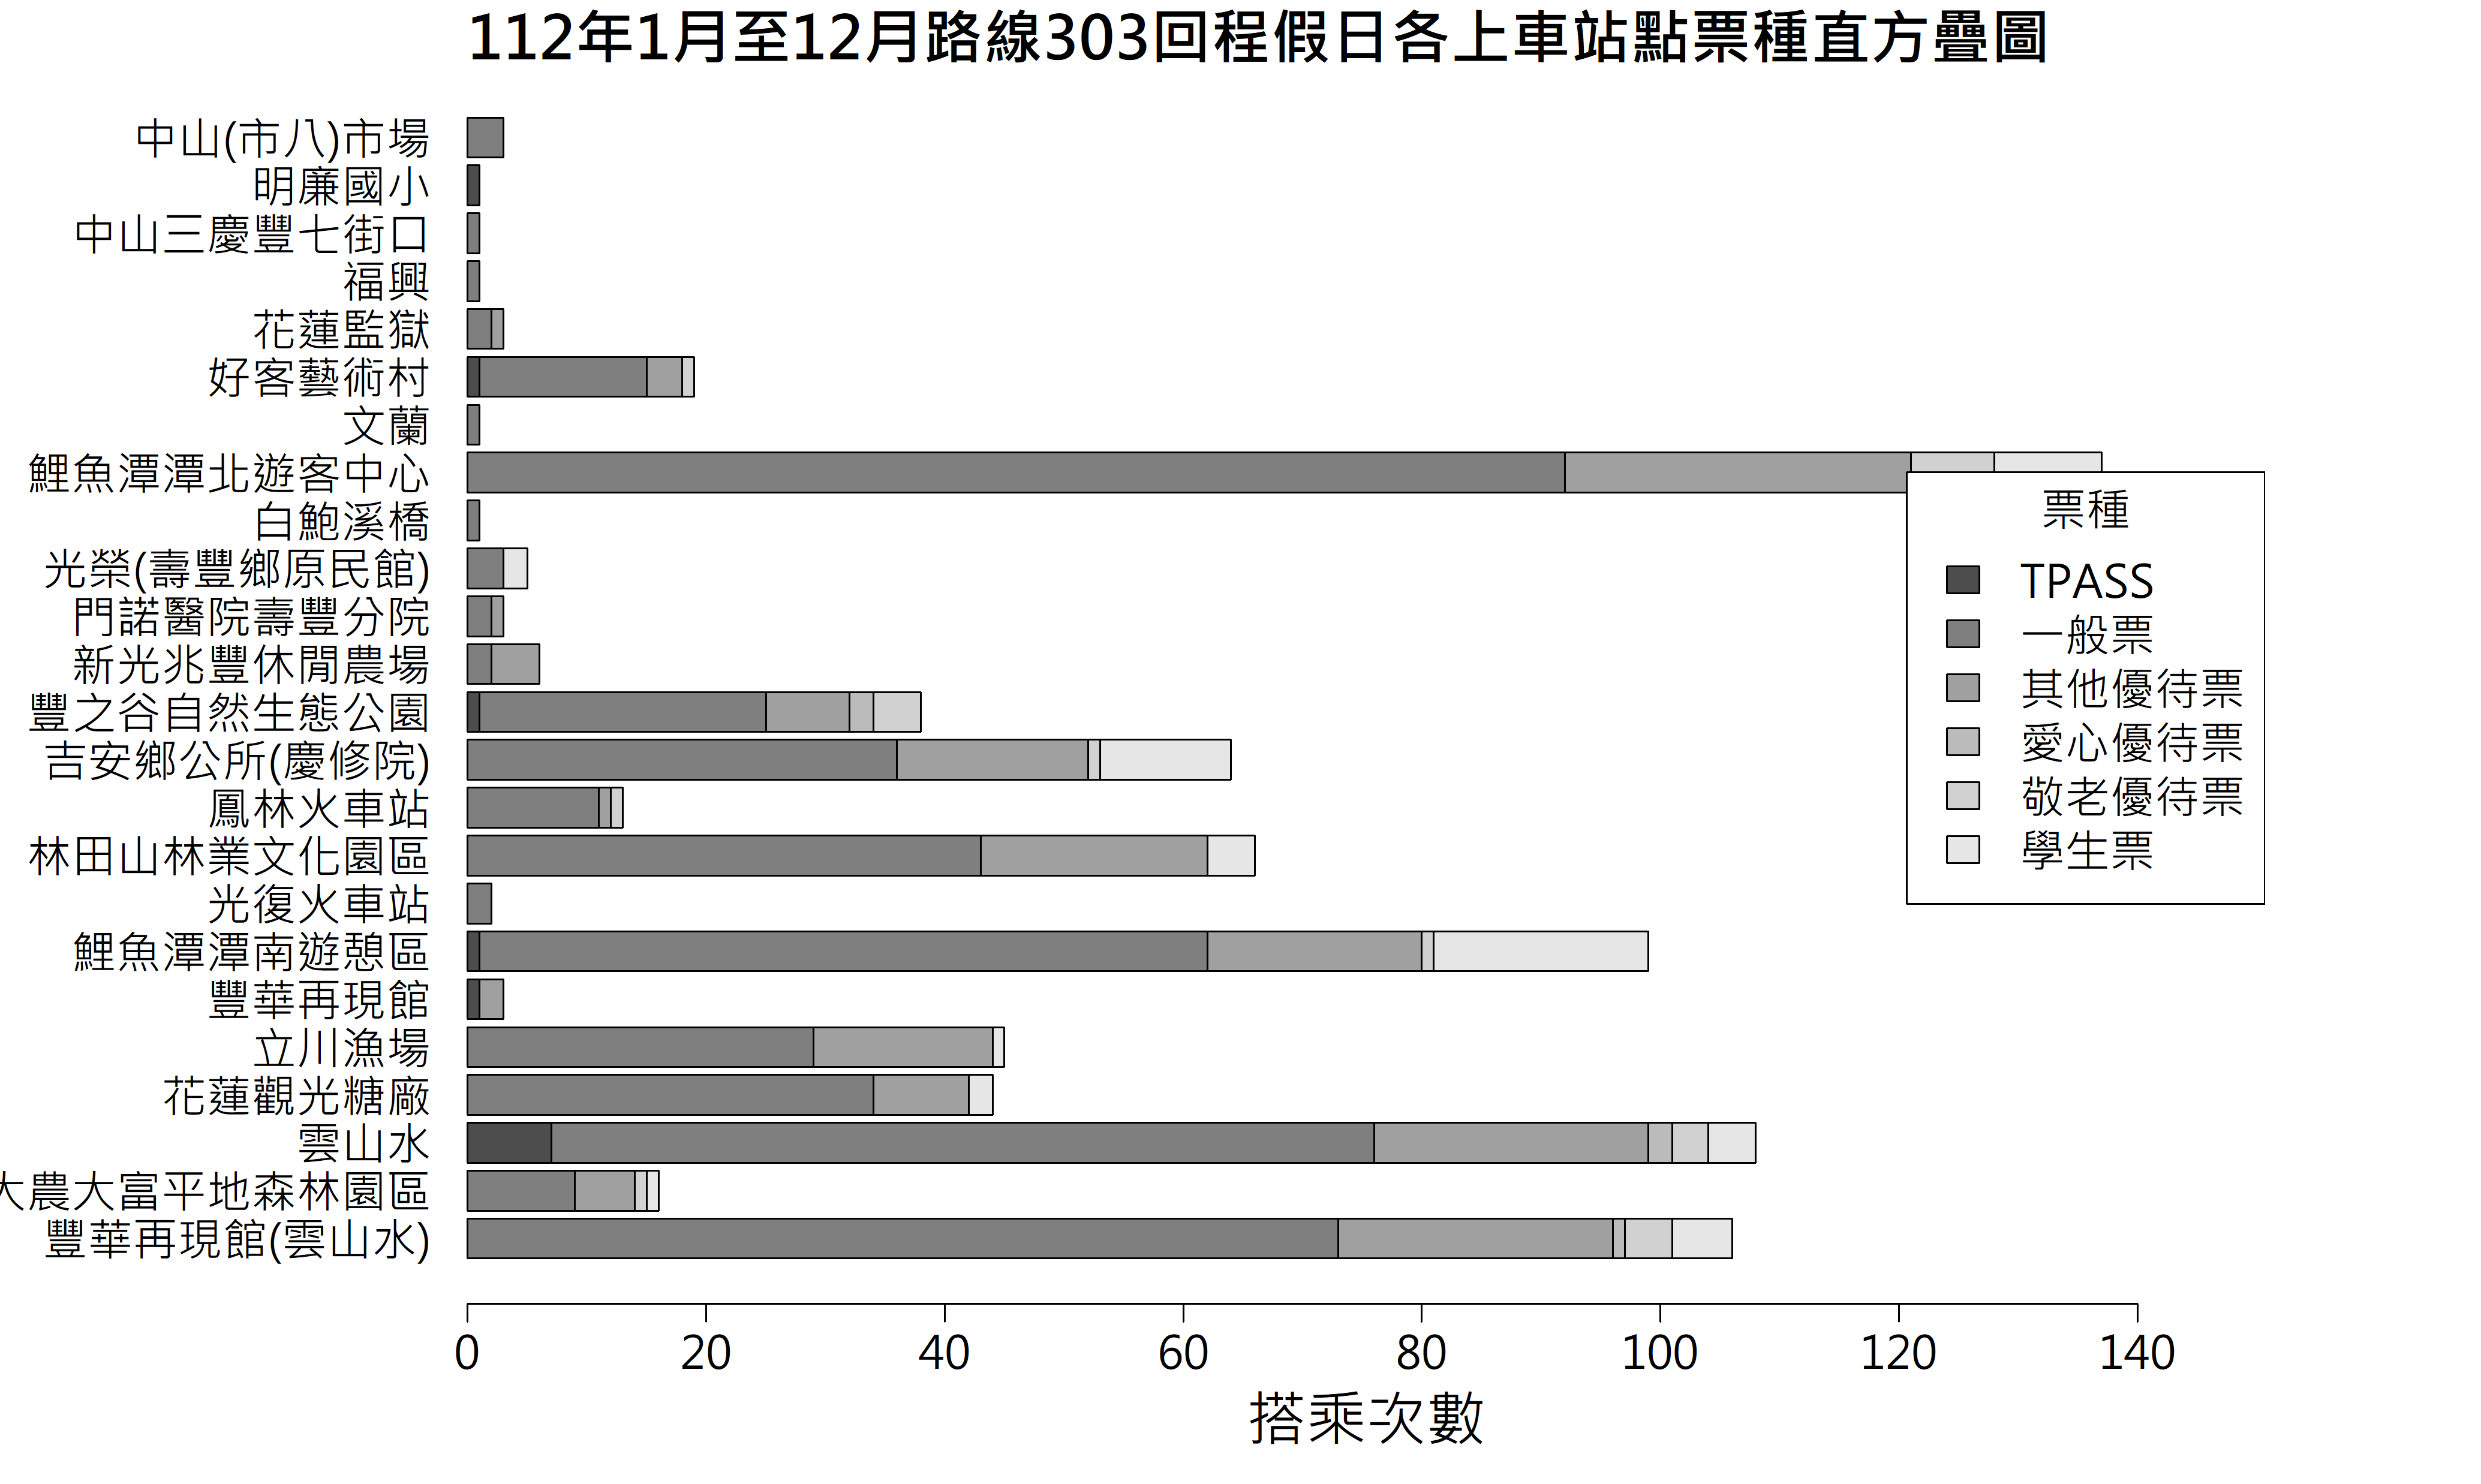 112年1月至12月路線303回程假日各上車站點票種直方疊圖
中山(市八)市場
明廉國小
中山三慶豐七街口
福興
花蓮監獄
好客藝術村
文蘭
鯉魚潭潭北遊客中心
白鮑溪橋
光榮(壽豐鄉原民館)
門諾醫院壽豐分院
新光兆豐休閒農場
豐之谷自然生態公園
吉安鄉公所(慶修院)
鳳林火車站
林田山林業文化園區
光復火車站
鯉魚潭潭南遊憩區
豐華再現館
立川漁場
花蓮觀光糖廠
雲山水
大農大富平地森林園區
豐華再現館(雲山水)
票種
TPASS
一般票
其他優待票
愛心優待票
敬老優待票
學生票
0 20 40 60 80 100 120 140
搭乘次數